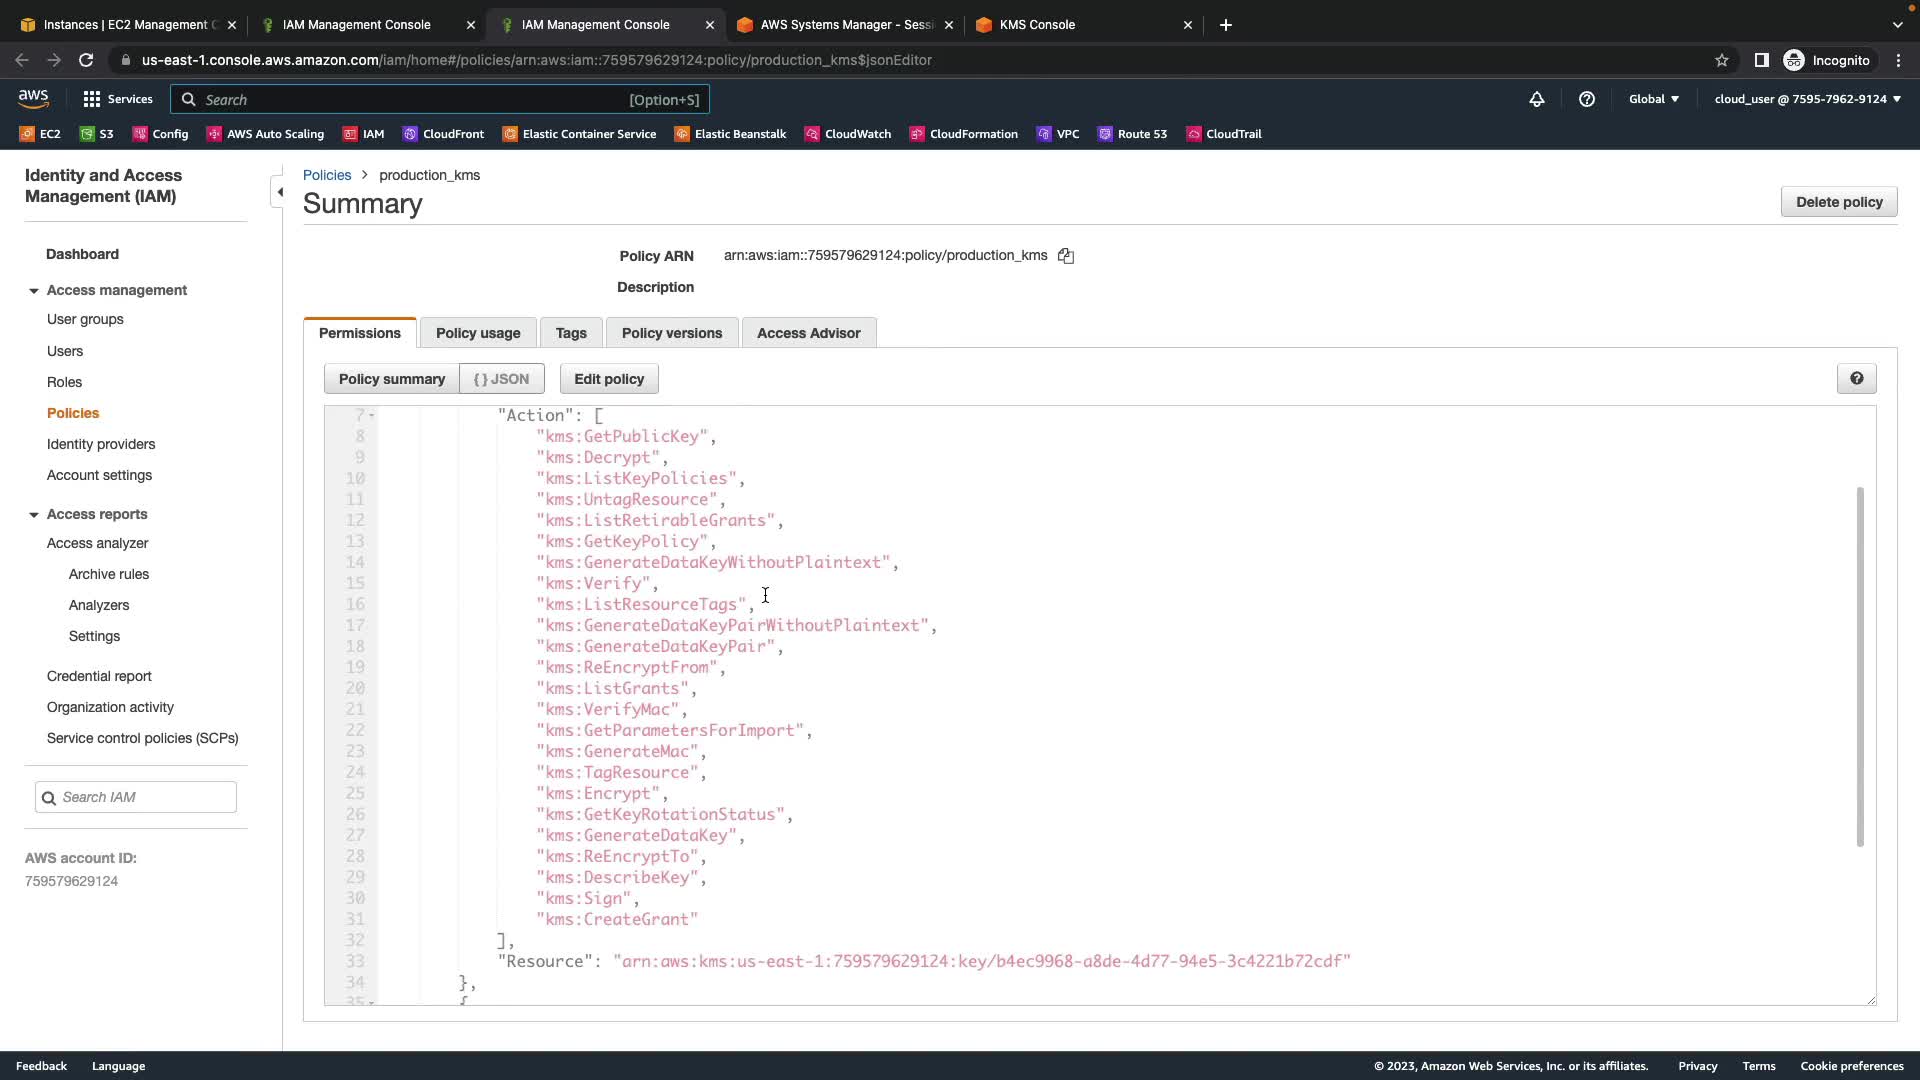 Instances | EC2 Management C
IAM Management Console
IAM Management Console
AWS Systems Manager - Sess
KMS Console
us-east-1.console.aws.amazon.com/iam/home#/policies/arn:aws:iam::759579629124:policy/production_kms$jsonEditor
Incognito
aws
Services
Search
[Option+S]
Global
cloud_user @ 7595-7962-9124
EC2
S3
Config
AWS Auto Scaling
IAM
CloudFront
Elastic Container Service
Elastic Beanstalk
CloudWatch
CloudFormation
VPC
Route 53
CloudTrail
Identity and Access
Management (IAM)
Dashboard
Access management
User groups
Users
Roles
Policies
Identity providers
Account settings
Access reports
Access analyzer
Archive rules
Analyzers
Settings
Credential report
Organization activity
Service control policies (SCPs)
Search IAM
AWS account ID:
759579629124
Policies > production_kms
Summary
Delete policy
Policy ARN arn:aws:iam::759579629124:policy/production_kms
Description
Permissions
Policy usage
Tags
Policy versions
Access Advisor
Policy summary
{ } JSON
Edit policy
7 "Action": [
8 "kms:GetPublicKey",
9 "kms:Decrypt",
10 "kms:ListKeyPolicies",
11 "kms:UntagResource",
12 "kms:ListRetirableGrants",
13 "kms:GetKeyPolicy",
14 "kms:GenerateDataKeyWithoutPlaintext",
15 "kms:Verify",
16 "kms:ListResourceTags",
17 "kms:GenerateDataKeyPairWithoutPlaintext",
18 "kms:GenerateDataKeyPair",
19 "kms:ReEncryptFrom",
20 "kms:ListGrants",
21 "kms:VerifyMac",
22 "kms:GetParametersForImport",
23 "kms:GenerateMac",
24 "kms:TagResource",
25 "kms:Encrypt",
26 "kms:GetKeyRotationStatus",
27 "kms:GenerateDataKey",
28 "kms:ReEncryptTo",
29 "kms:DescribeKey",
30 "kms:Sign",
31 "kms:CreateGrant"
32 ],
33 "Resource": "arn:aws:kms:us-east-1:759579629124:key/b4ec9968-a8de-4d77-94e5-3c4221b72cdf"
34 },
35 {
Feedback
Language
© 2023, Amazon Web Services, Inc. or its affiliates.
Privacy
Terms
Cookie preferences